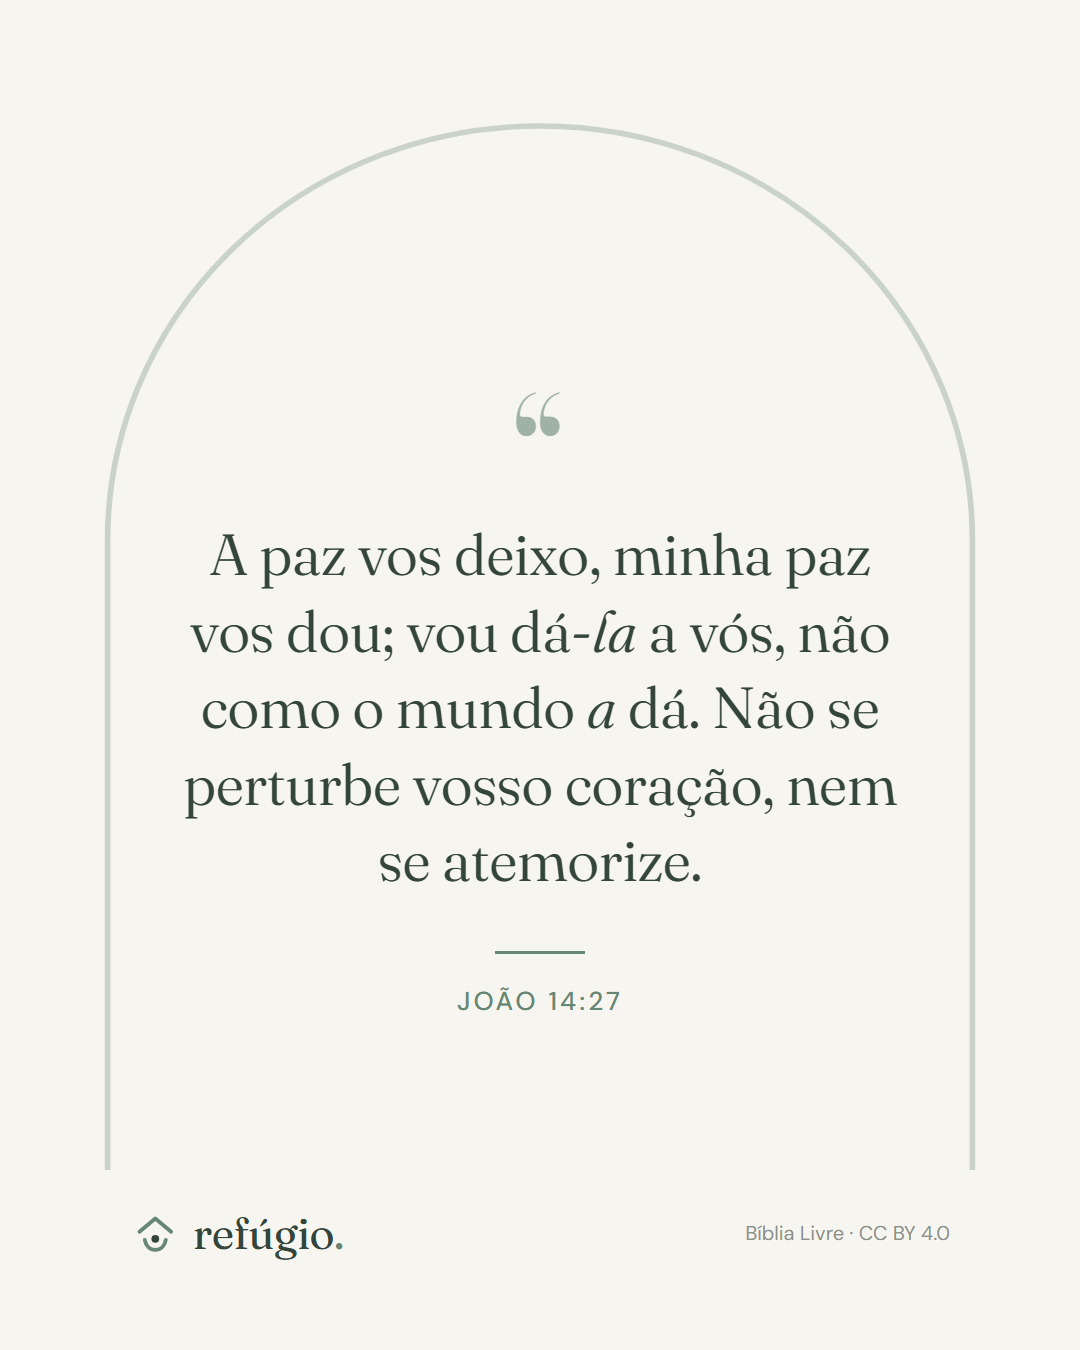 “
A paz vos deixo, minha paz
vos dou; vou dá-la a vós, não
como o mundo a dá. Não se
perturbe vosso coração, nem
se atemorize.
JOÃO 14:27
refúgio.
Bíblia Livre · CC BY 4.0